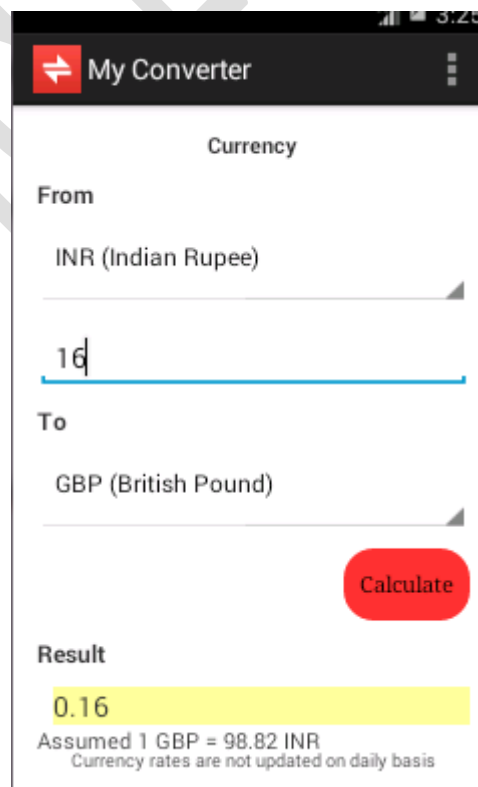 3:25
My Converter
Currency
From
INR (Indian Rupee)
16
To
GBP (British Pound)
Calculate
Result
0.16
Assumed 1 GBP = 98.82 INR
Currency rates are not updated on daily basis